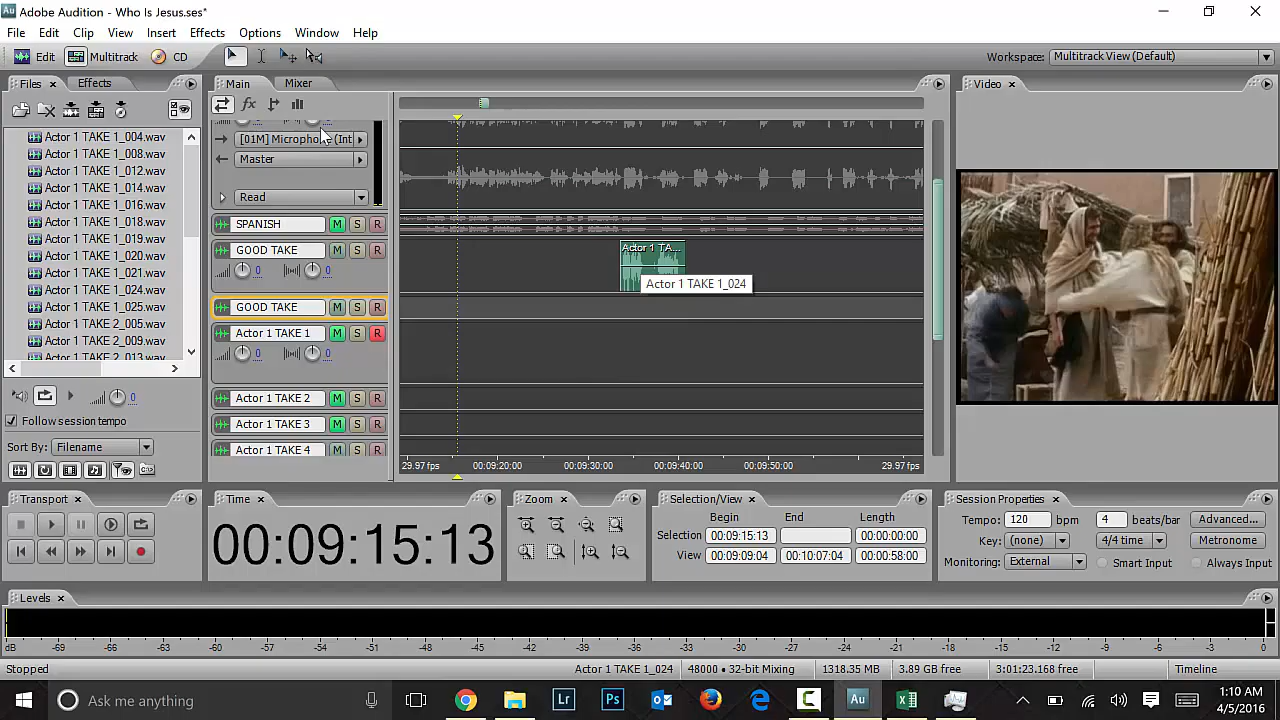 Au Adobe Audition - Who Is Jesus.ses*
File Edit Clip View Insert Effects Options Window Help
Edit Multitrack CD Workspace: Multitrack View (Default)
Files Effects
Actor 1 TAKE 1_004.wav
Actor 1 TAKE 1_008.wav
Actor 1 TAKE 1_012.wav
Actor 1 TAKE 1_014.wav
Actor 1 TAKE 1_016.wav
Actor 1 TAKE 1_018.wav
Actor 1 TAKE 1_019.wav
Actor 1 TAKE 1_020.wav
Actor 1 TAKE 1_021.wav
Actor 1 TAKE 1_024.wav
Actor 1 TAKE 1_025.wav
Actor 1 TAKE 2_005.wav
Actor 1 TAKE 2_009.wav
Actor 1 TAKE 2_013.wav
0
Follow session tempo
Sort By: Filename
Main Mixer
fx
[01M] Microphone (Int
Master
Read
SPANISH M S R
GOOD TAKE M S R
0 0
GOOD TAKE M S R
Actor 1 TAKE 1 M S R
0 0
Actor 1 TAKE 2 M S R
Actor 1 TAKE 3 M S R
Actor 1 TAKE 4 M S R
Actor 1 TA...
Actor 1 TAKE 1_024
29.97 fps 00:09:20:00 00:09:30:00 00:09:40:00 00:09:50:00 29.97 fps
Video
Transport
Time
00:09:15:13
Zoom
Selection/View
Begin End Length
Selection 00:09:15:13 00:00:00:00
View 00:09:09:04 00:10:07:04 00:00:58:00
Session Properties
Tempo: 120 bpm 4 beats/bar Advanced...
Key: (none) 4/4 time Metronome
Monitoring: External Smart Input Always Input
Levels
dB -69 -66 -63 -60 -57 -54 -51 -48 -45 -42 -39 -36 -33 -30 -27 -24 -21 -18 -15 -12 -9 -6 -3 0
Stopped Actor 1 TAKE 1_024 48000 • 32-bit Mixing 1318.35 MB 3.89 GB free 3:01:23.168 free Timeline
Ask me anything Lr Ps Au 1:10 AM
4/5/2016